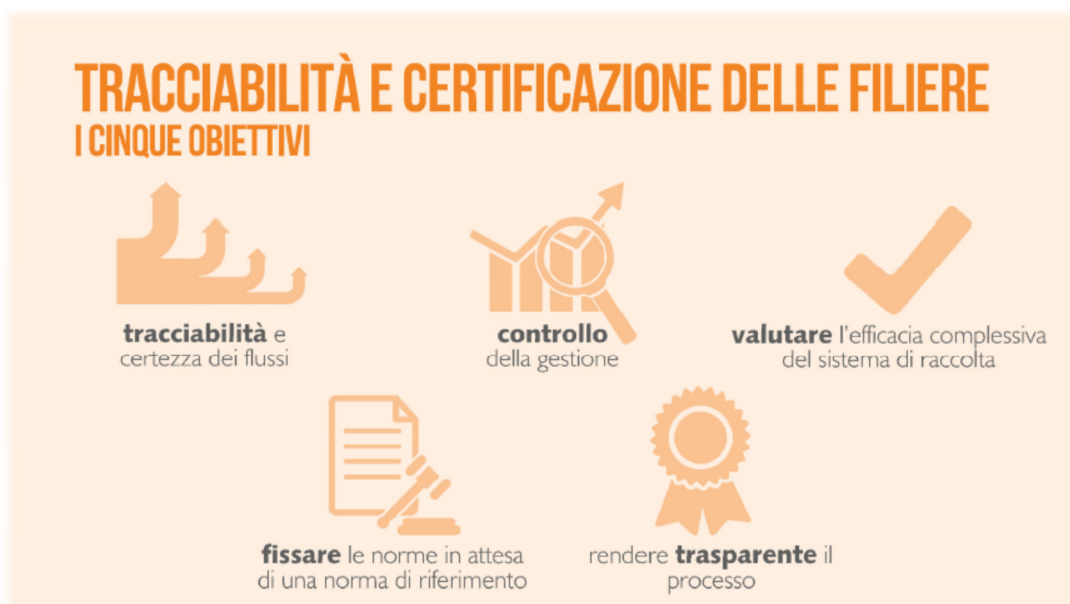 TRACCIABILITÀ E CERTIFICAZIONE DELLE FILIERE
I CINQUE OBIETTIVI
tracciabilità e
certezza dei flussi
controllo
della gestione
valutare l'efficacia complessiva
del sistema di raccolta
fissare le norme in attesa
di una norma di riferimento
rendere trasparente il
processo